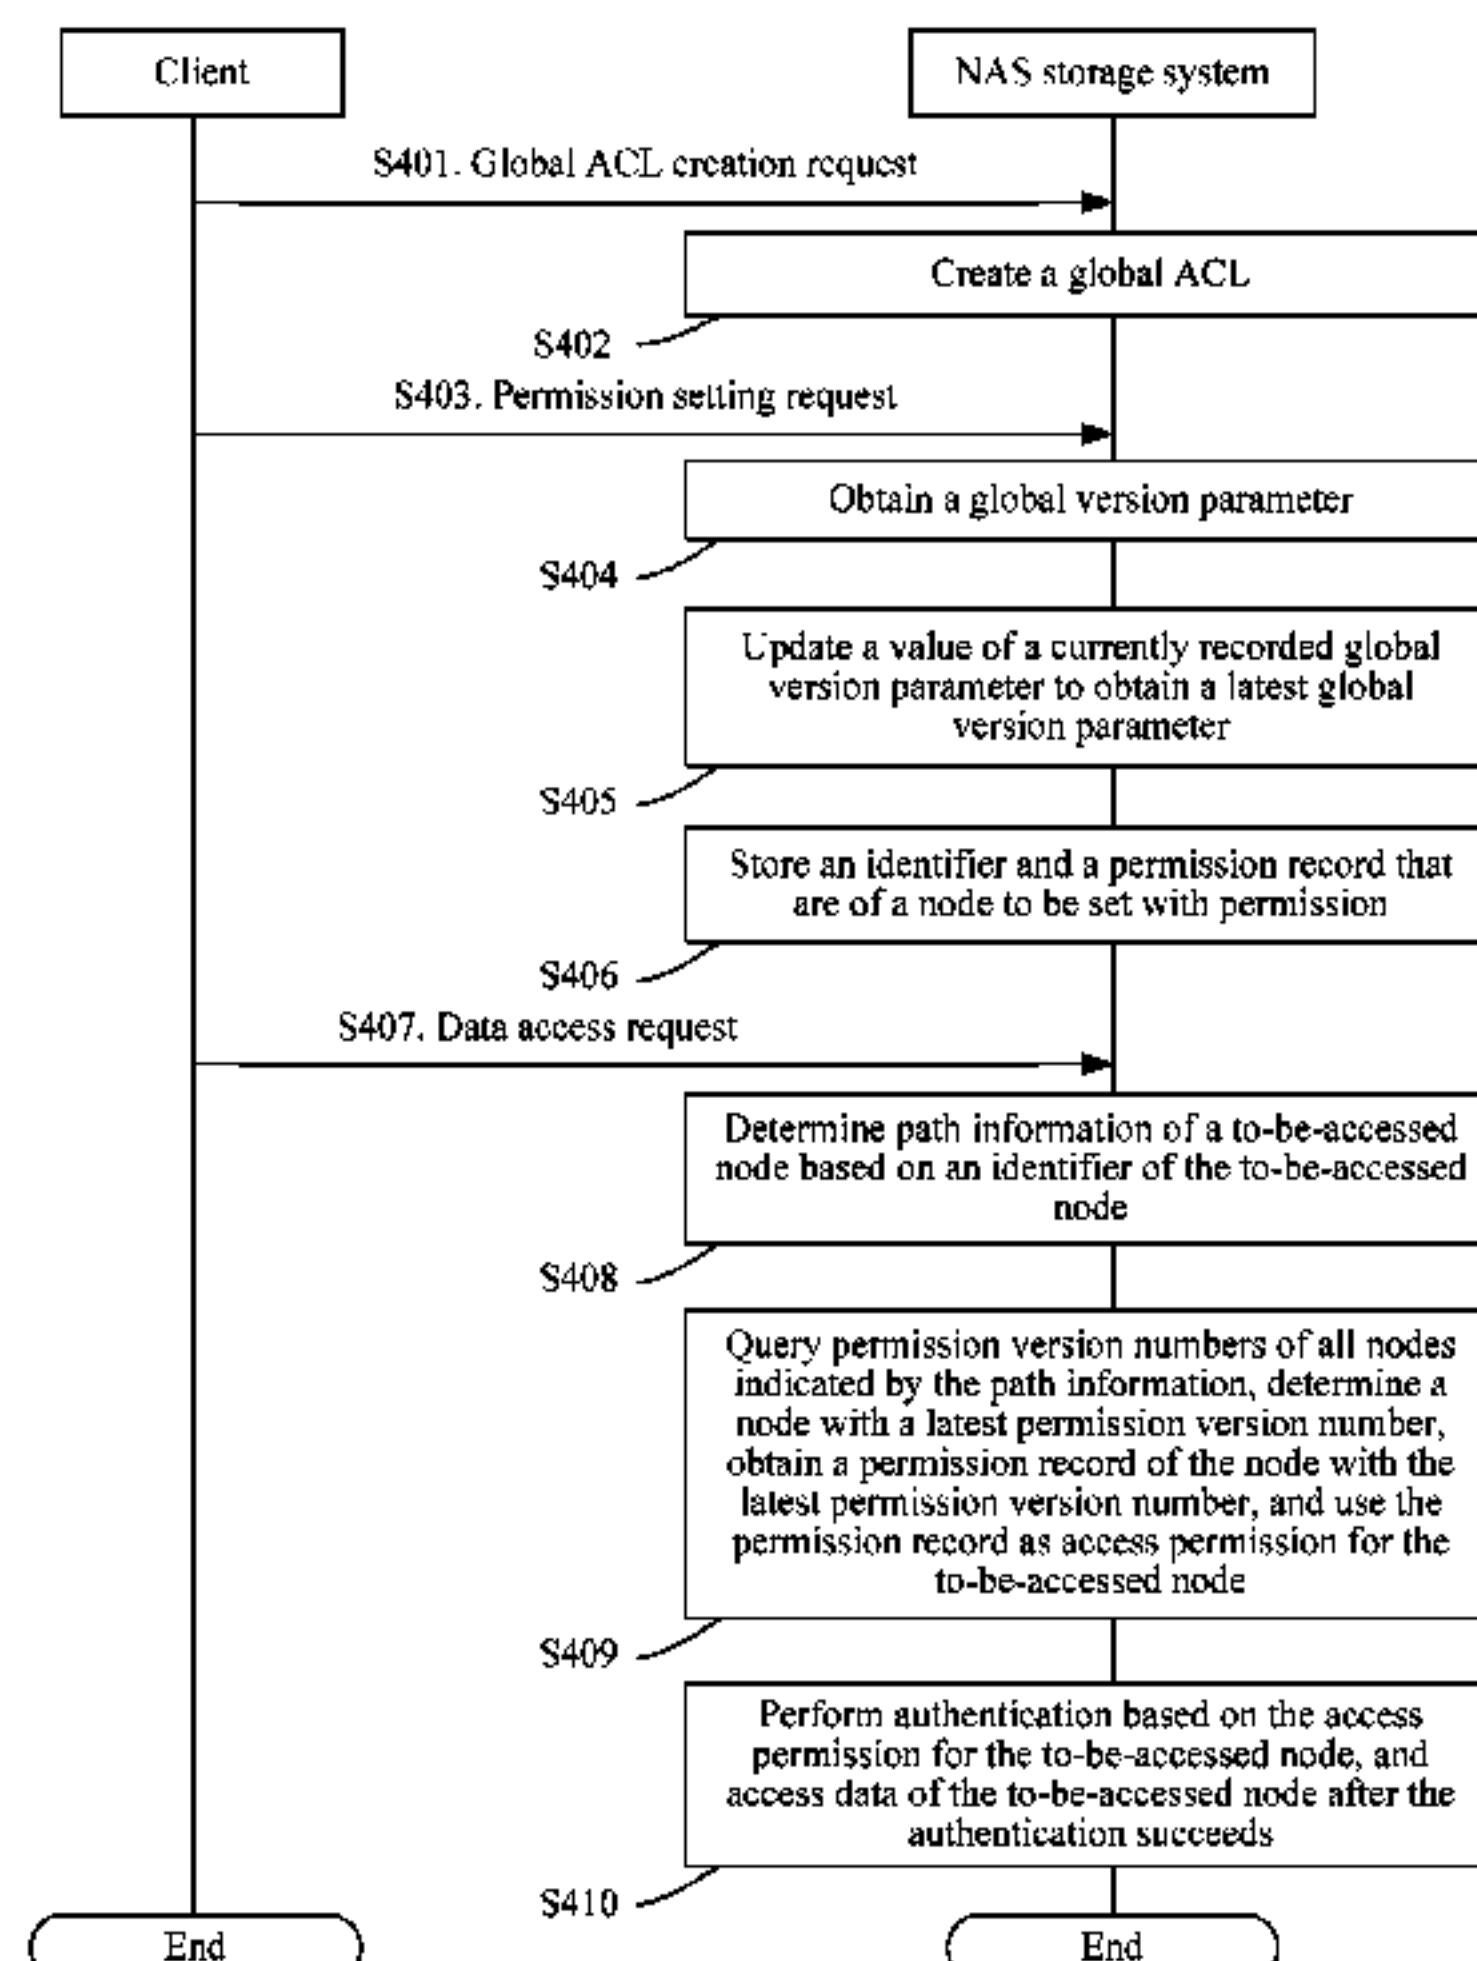 Client
NAS storage system
S401. Global ACL creation request
Create a global ACL
S402
S403. Permission setting request
Obtain a global version parameter
S404
Update a value of a currently recorded global
version parameter to obtain a latest global
version parameter
S405
Store an identifier and a permission record that
are of a node to be set with permission
S406
S407. Data access request
Determine path information of a to-be-accessed
node based on an identifier of the to-be-accessed
node
S408
Query permission version numbers of all nodes
indicated by the path information, determine a
node with a latest permission version number,
obtain a permission record of the node with the
latest permission version number, and use the
permission record as access permission for the
to-be-accessed node
S409
Perform authentication based on the access
permission for the to-be-accessed node, and
access data of the to-be-accessed node after the
authentication succeeds
S410
End
End